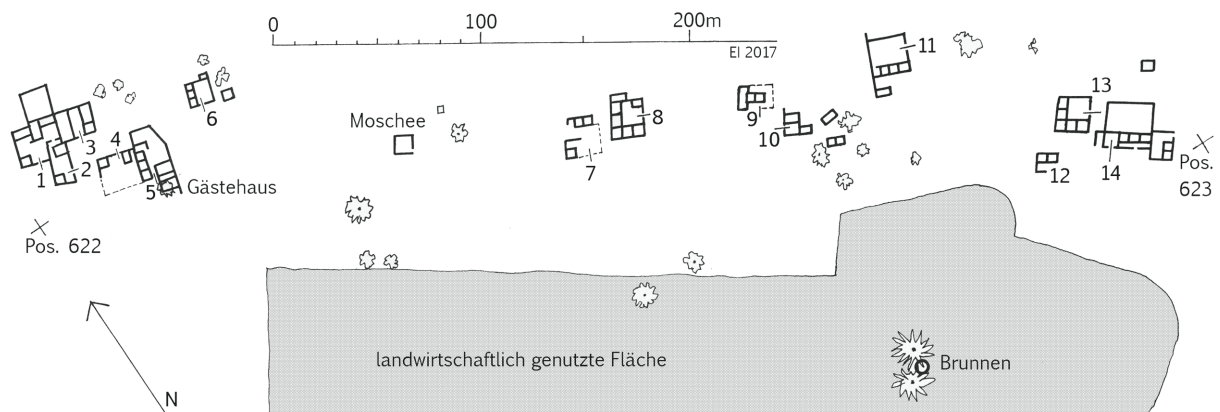 0 100 200m
EI 2017
11
6
13
Moschee
8
3
4
9
10
1
2
5
7
12
14
Gästehaus
Pos.
623
Pos. 622
landwirtschaftlich genutzte Fläche
Brunnen
N